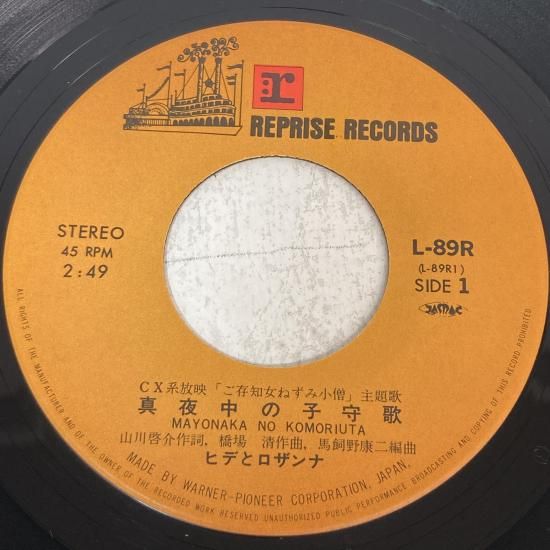 r:
REPRISE RECORDS
STEREO
45 RPM
2:49
L-89R
(L-89R1)
SIDE 1
JASRAC
CX系放映「ご存知女ねずみ小僧」主題歌
真夜中の子守歌
MAYONAKA NO KOMORIUTA
山川啓介作詞、橋場 清作曲、馬飼野康二編曲
ヒデとロザンナ
MADE BY WARNER-PIONEER CORPORATION, JAPAN.
ALL RIGHTS OF THE MANUFACTURER AND OF THE OWNER OF THE RECORDED WORK RESERVED UNAUTHORIZED PUBLIC PERFORMANCE BROADCASTING AND COPYING OF THIS RECORD PROHIBITED